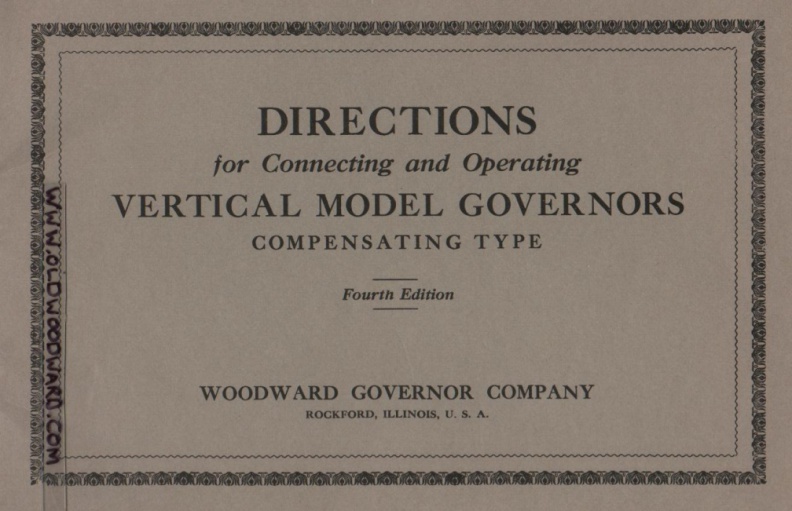 DIRECTIONS
for Connecting and Operating
VERTICAL MODEL GOVERNORS
COMPENSATING TYPE
Fourth Edition
WOODWARD GOVERNOR COMPANY
ROCKFORD, ILLINOIS, U. S. A.
WWW.OLDWOODWARD.COM